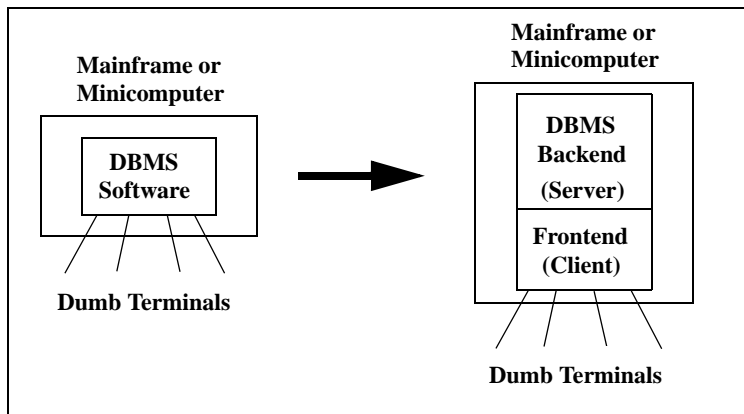 Mainframe or
Minicomputer
DBMS
Software
Dumb Terminals
Mainframe or
Minicomputer
DBMS
Backend
(Server)
Frontend
(Client)
Dumb Terminals